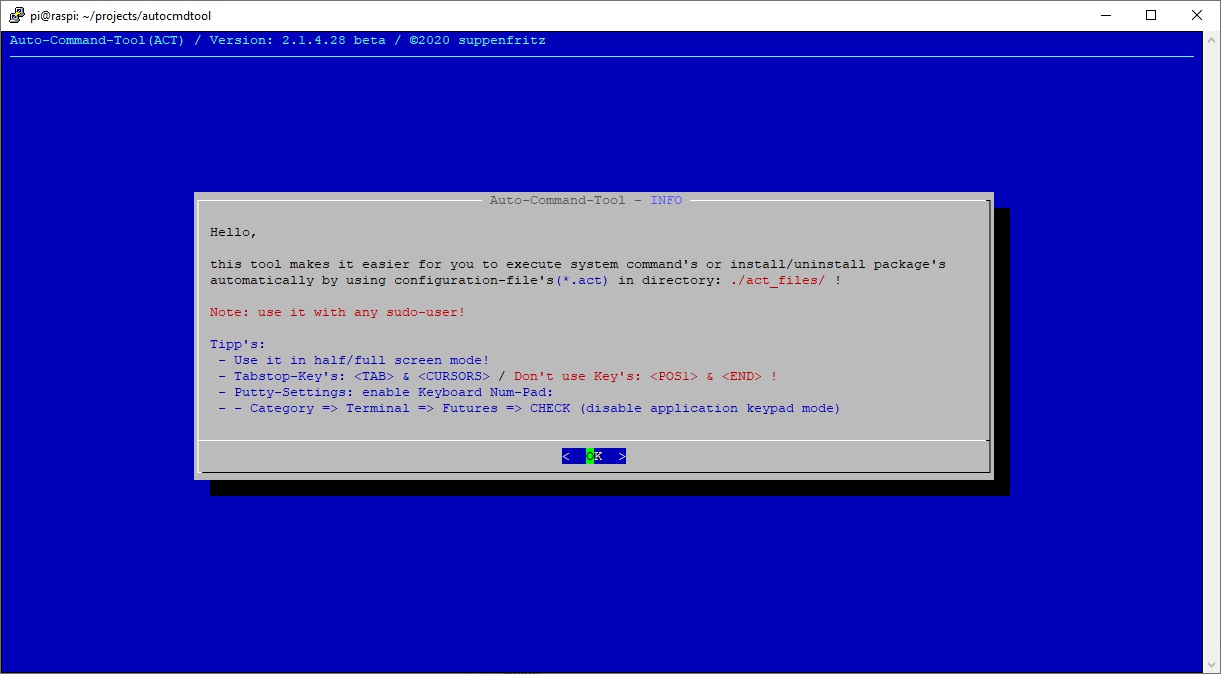 pi@raspi: ~/projects/autocmdtool
Auto-Command-Tool(ACT) / Version: 2.1.4.28 beta / ©2020 suppenfritz
Auto-Command-Tool - INFO
Hello,
this tool makes it easier for you to execute system command's or install/uninstall package's
automatically by using configuration-file's(*.act) in directory: ./act_files/ !
Note: use it with any sudo-user!
Tipp's:
- Use it in half/full screen mode!
- Tabstop-Key's: <TAB> & <CURSORS> / Don't use Key's: <POS1> & <END> !
- Putty-Settings: enable Keyboard Num-Pad:
- - Category => Terminal => Futures => CHECK (disable application keypad mode)
< OK >